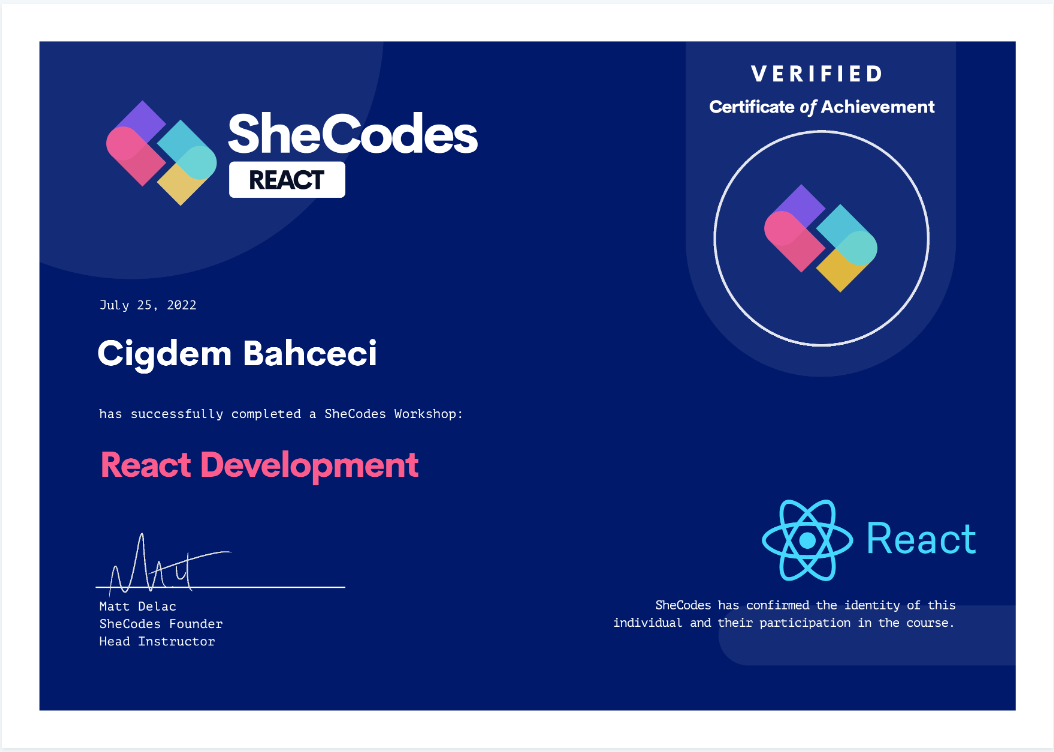 SheCodes
REACT
VERIFIED
Certificate of Achievement
July 25, 2022
Cigdem Bahceci
has successfully completed a SheCodes Workshop:
React Development
Matt Delac
SheCodes Founder
Head Instructor
React
SheCodes has confirmed the identity of this
individual and their participation in the course.